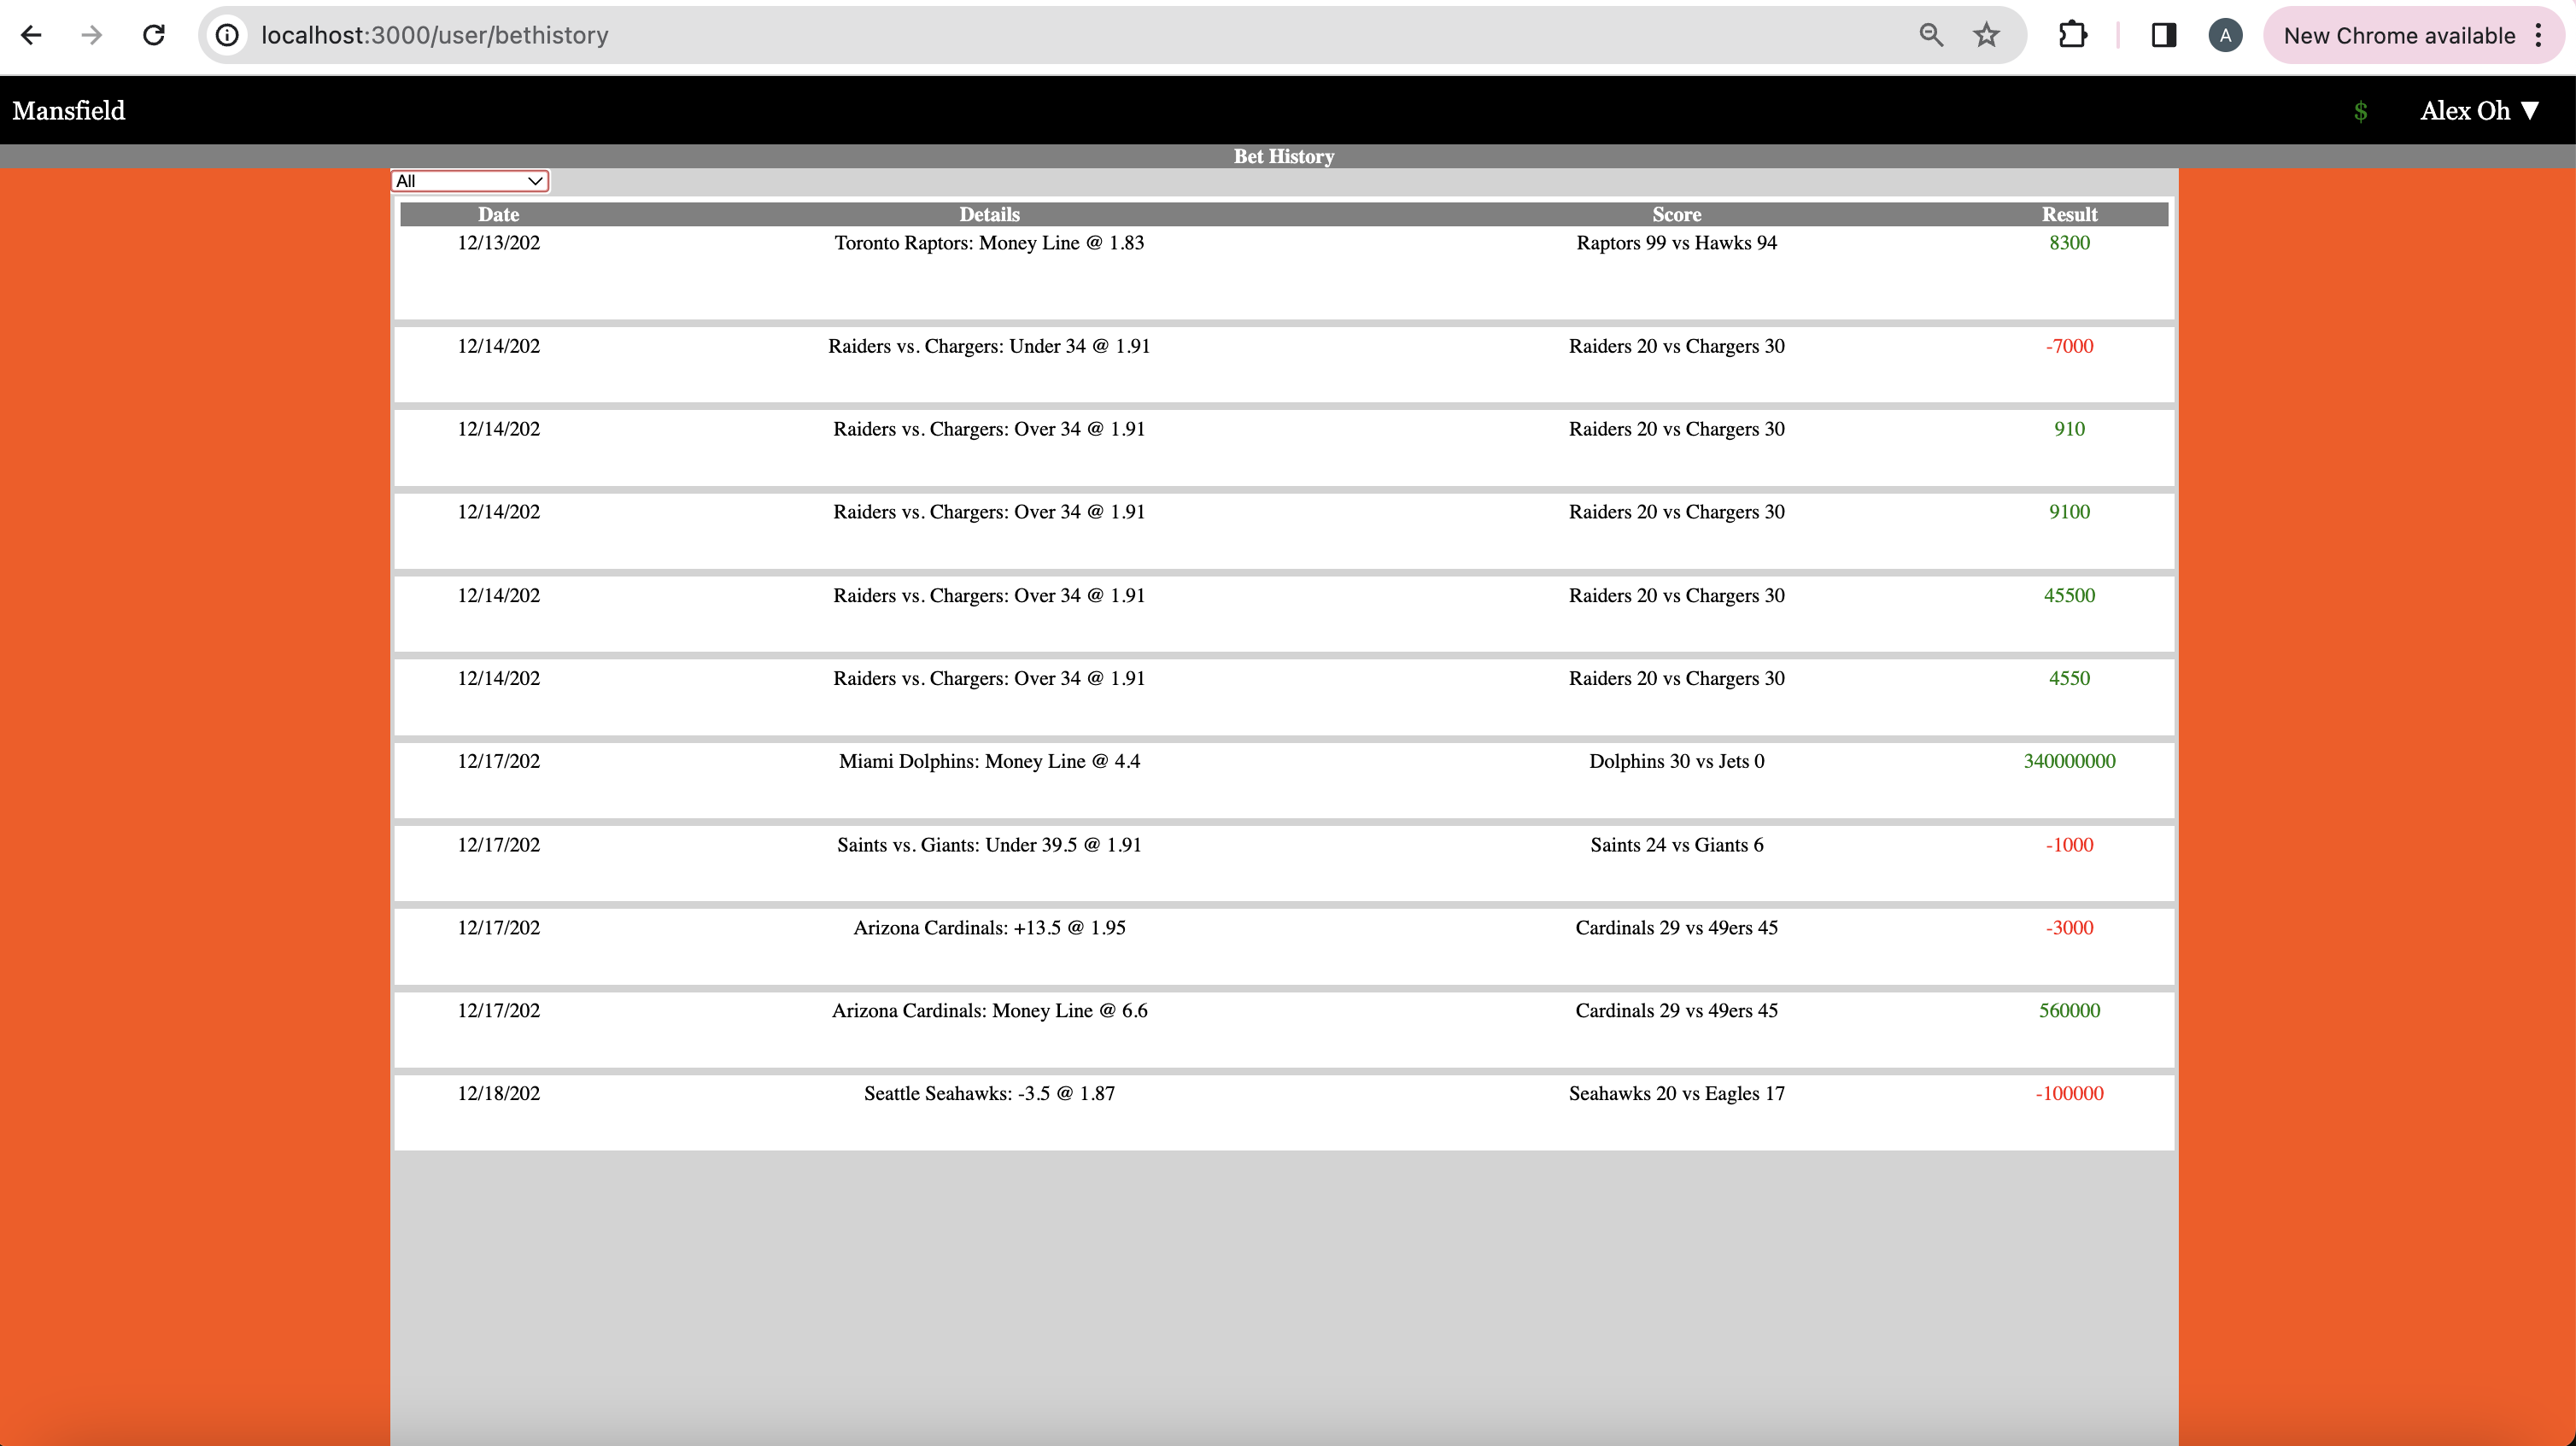 localhost:3000/user/bethistory
A
New Chrome available
Mansfield
$
Alex Oh ▼
Bet History
All
Date Details Score Result
12/13/202 Toronto Raptors: Money Line @ 1.83 Raptors 99 vs Hawks 94 8300
12/14/202 Raiders vs. Chargers: Under 34 @ 1.91 Raiders 20 vs Chargers 30 -7000
12/14/202 Raiders vs. Chargers: Over 34 @ 1.91 Raiders 20 vs Chargers 30 910
12/14/202 Raiders vs. Chargers: Over 34 @ 1.91 Raiders 20 vs Chargers 30 9100
12/14/202 Raiders vs. Chargers: Over 34 @ 1.91 Raiders 20 vs Chargers 30 45500
12/14/202 Raiders vs. Chargers: Over 34 @ 1.91 Raiders 20 vs Chargers 30 4550
12/17/202 Miami Dolphins: Money Line @ 4.4 Dolphins 30 vs Jets 0 340000000
12/17/202 Saints vs. Giants: Under 39.5 @ 1.91 Saints 24 vs Giants 6 -1000
12/17/202 Arizona Cardinals: +13.5 @ 1.95 Cardinals 29 vs 49ers 45 -3000
12/17/202 Arizona Cardinals: Money Line @ 6.6 Cardinals 29 vs 49ers 45 560000
12/18/202 Seattle Seahawks: -3.5 @ 1.87 Seahawks 20 vs Eagles 17 -100000